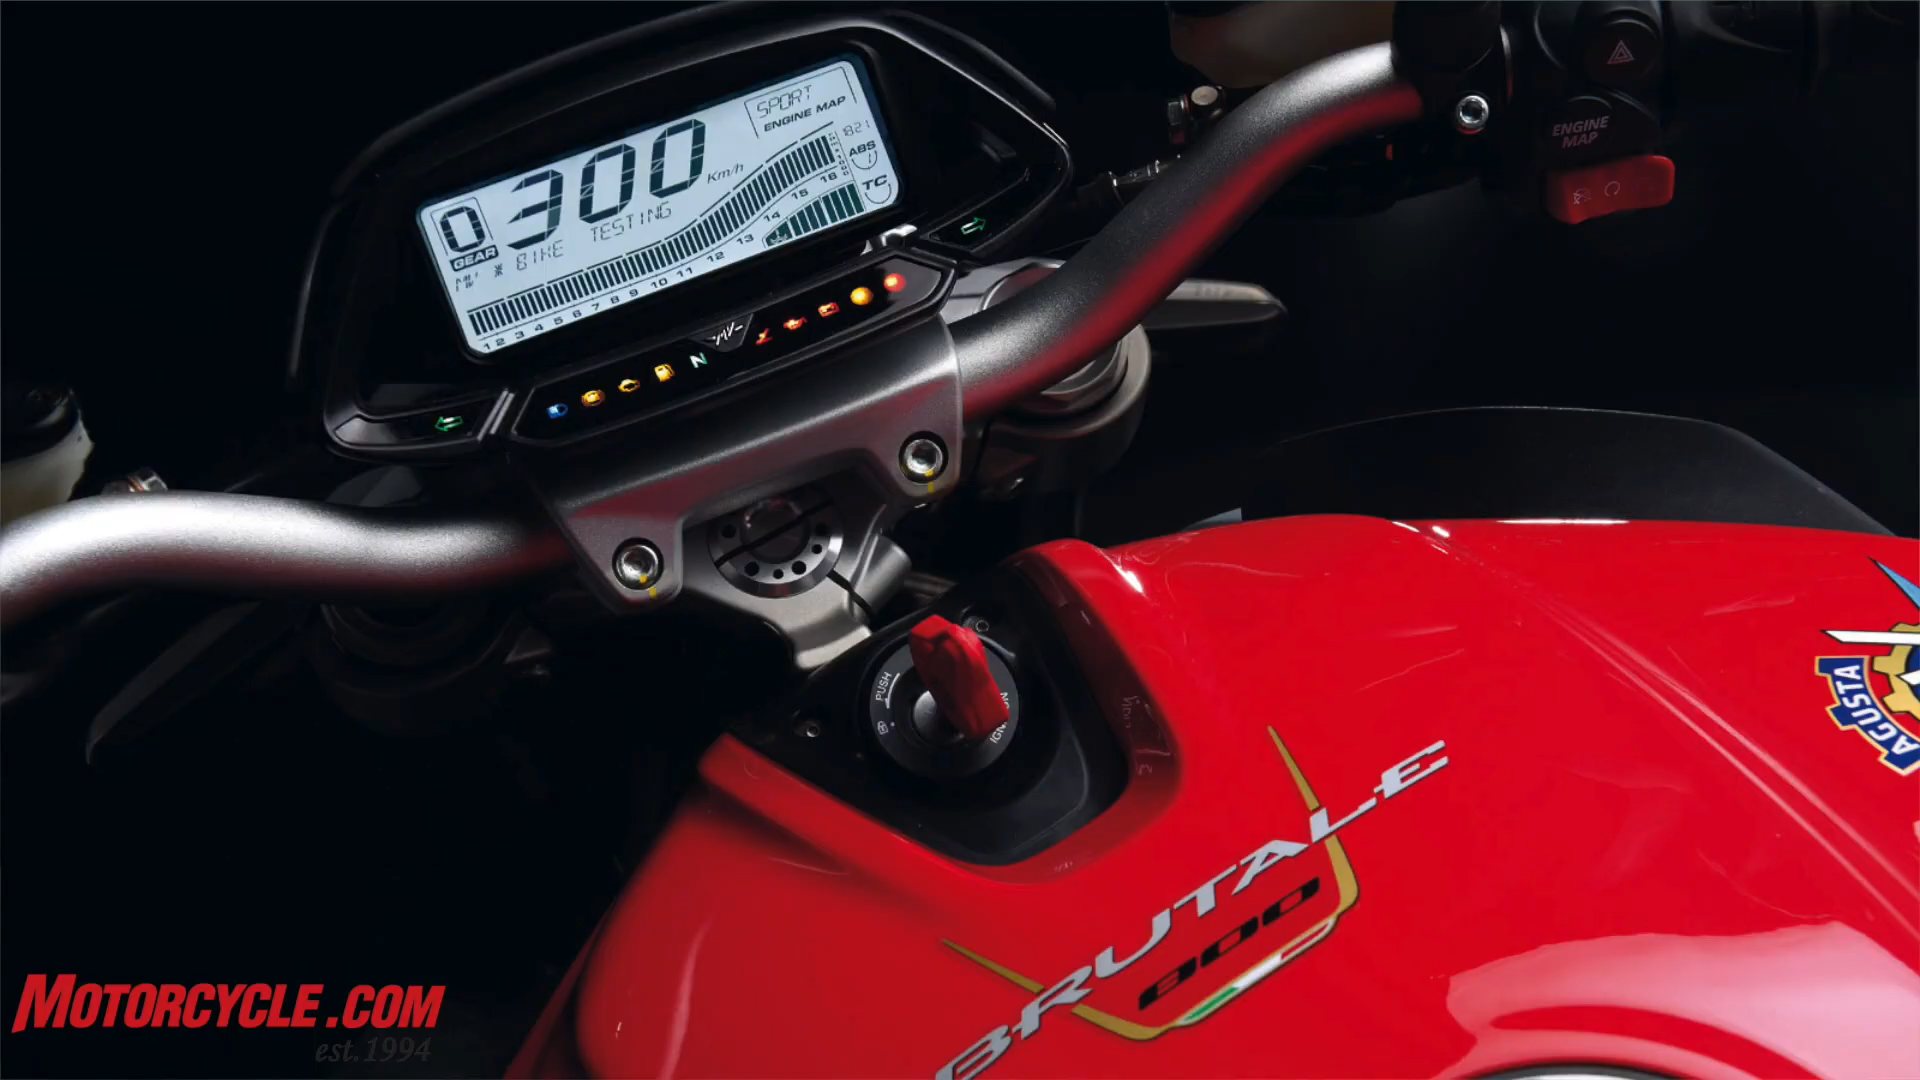 SPORT
ENGINE MAP
0 300 Km/h
GEAR
BIKE TESTING
ABS
TC
1 2 3 4 5 6 7 8 9 10 11 12 13 14 15 16
N
ENGINE
MAP
PUSH
AGUSTA
BRUTALE
800
MOTORCYCLE.COM
est.1994